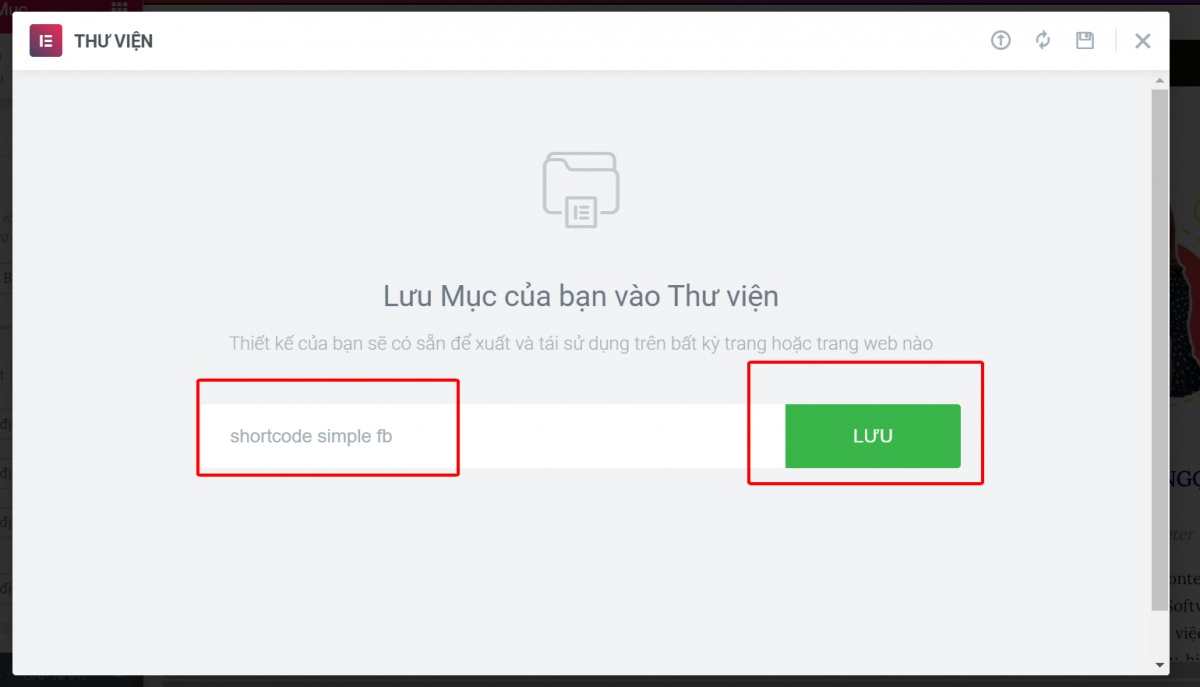 THƯ VIỆN
Lưu Mục của bạn vào Thư viện
Thiết kế của bạn sẽ có sẵn để xuất và tái sử dụng trên bất kỳ trang hoặc trang web nào
shortcode simple fb
LƯU